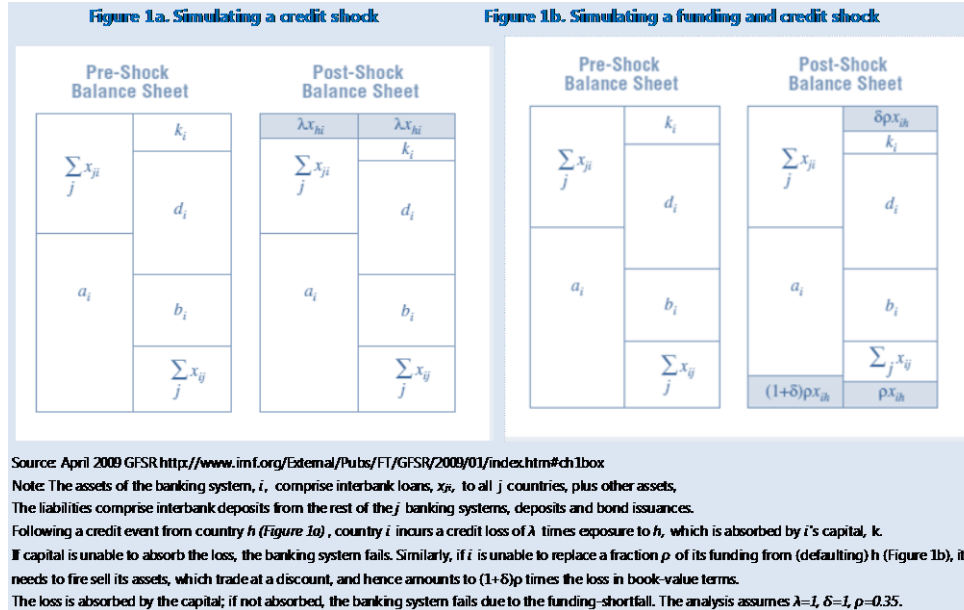 Figure 1a. Simulating a credit shock
Figure 1b. Simulating a funding and credit shock
Pre-Shock
Balance Sheet
Post-Shock
Balance Sheet
∑ x_ji
j
a_i
k_i
d_i
b_i
∑ x_ij
j
λx_hi
λx_hi
∑ x_ji
j
a_i
k_i
d_i
b_i
∑ x_ij
j
Pre-Shock
Balance Sheet
Post-Shock
Balance Sheet
∑ x_ji
j
a_i
k_i
d_i
b_i
∑ x_ij
j
∑ x_ji
j
a_i
(1+δ)ρx_ih
δρx_ih
k_i
d_i
b_i
∑_j x_ij
ρx_ih
Source: April 2009 GFSR http://www.imf.org/External/Pubs/FT/GFSR/2009/01/index.htm#ch1box
Note: The assets of the banking system, i, comprise interbank loans, x_ji, to all j countries, plus other assets,
The liabilities comprise interbank deposits from the rest of the j banking systems, deposits and bond issuances.
Following a credit event from country h (Figure 1a) , country i incurs a credit loss of λ times exposure to h, which is absorbed by i's capital, k.
If capital is unable to absorb the loss, the banking system fails. Similarly, if i is unable to replace a fraction ρ of its funding from (defaulting) h (Figure 1b), it
needs to fire sell its assets, which trade at a discount, and hence amounts to (1+δ)ρ times the loss in book-value terms.
The loss is absorbed by the capital; if not absorbed, the banking system fails due to the funding-shortfall. The analysis assumes λ=1, δ=1, ρ=0.35.